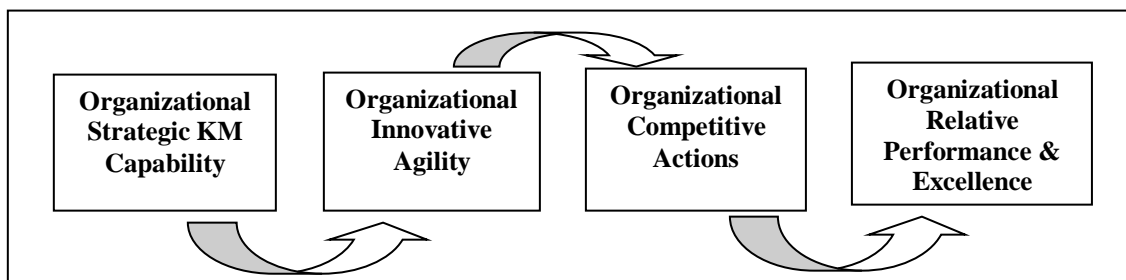 Organizational
Strategic KM
Capability
Organizational
Innovative
Agility
Organizational
Competitive
Actions
Organizational
Relative
Performance &
Excellence